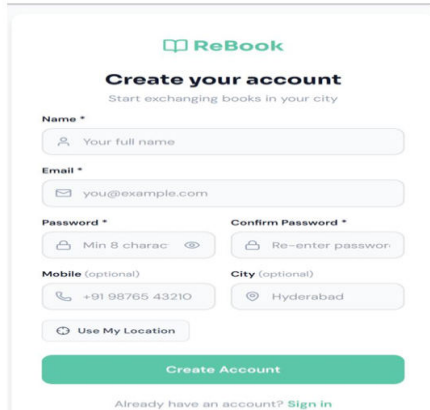 ReBook
Create your account
Start exchanging books in your city
Name *
Your full name
Email *
you@example.com
Password * Confirm Password *
Min 8 charac Re-enter passwor
Mobile (optional) City (optional)
+91 98765 43210 Hyderabad
Use My Location
Create Account
Already have an account? Sign in